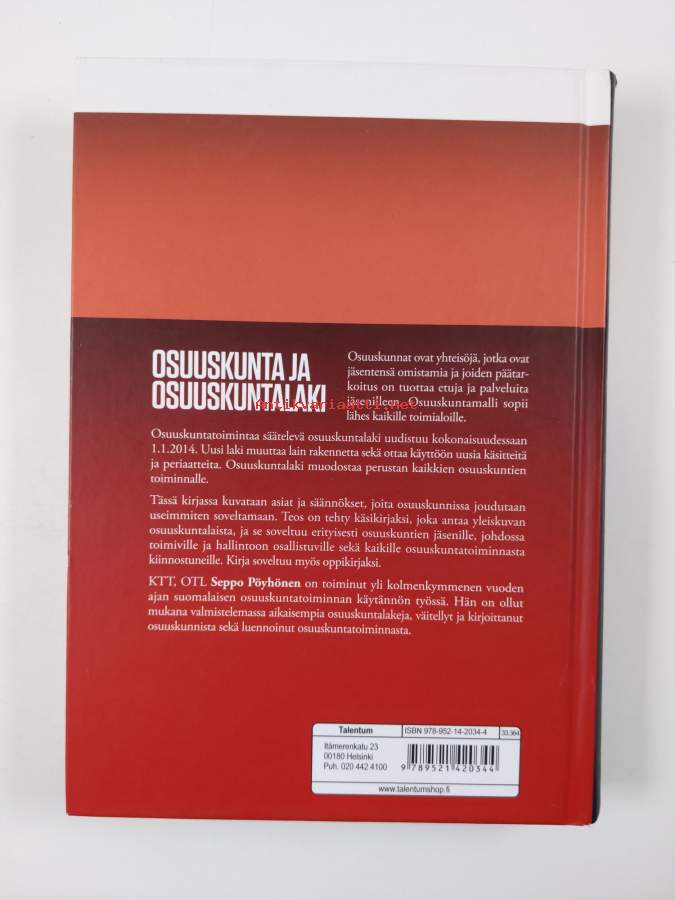 OSUUSKUNTA JA
OSUUSKUNTALAKI
Osuuskunnat ovat yhteisöjä, jotka ovat
jäsentensä omistamia ja joiden päätar-
koitus on tuottaa etuja ja palveluita
jäsenilleen. Osuuskuntamalli sopii
lähes kaikille toimialoille.
Antikvariaatti.net
Osuuskuntatoimintaa säätelevä osuuskuntalaki uudistuu kokonaisuudessaan
1.1.2014. Uusi laki muuttaa lain rakennetta sekä ottaa käyttöön uusia käsitteitä
ja periaatteita. Osuuskuntalaki muodostaa perustan kaikkien osuuskuntien
toiminnalle.
Tässä kirjassa kuvataan asiat ja säännökset, joita osuuskunnissa joudutaan
useimmiten soveltamaan. Teos on tehty käsikirjaksi, joka antaa yleiskuvan
osuuskuntalaista, ja se soveltuu erityisesti osuuskuntien jäsenille, johdossa
toimiville ja hallintoon osallistuville sekä kaikille osuuskuntatoiminnasta
kiinnostuneille. Kirja soveltuu myös oppikirjaksi.
KTT, OTL Seppo Pöyhönen on toiminut yli kolmenkymmenen vuoden
ajan suomalaisen osuuskuntatoiminnan käytännön työssä. Hän on ollut
mukana valmistelemassa aikaisempia osuuskuntalakeja, väitellyt ja kirjoittanut
osuuskunnista sekä luennoinut osuuskuntatoiminnasta.
Talentum
ISBN 978-952-14-2034-4
33.364
Itämerenkatu 23
00180 Helsinki
Puh. 020 442 4100
9 789521 420344
www.talentumshop.fi